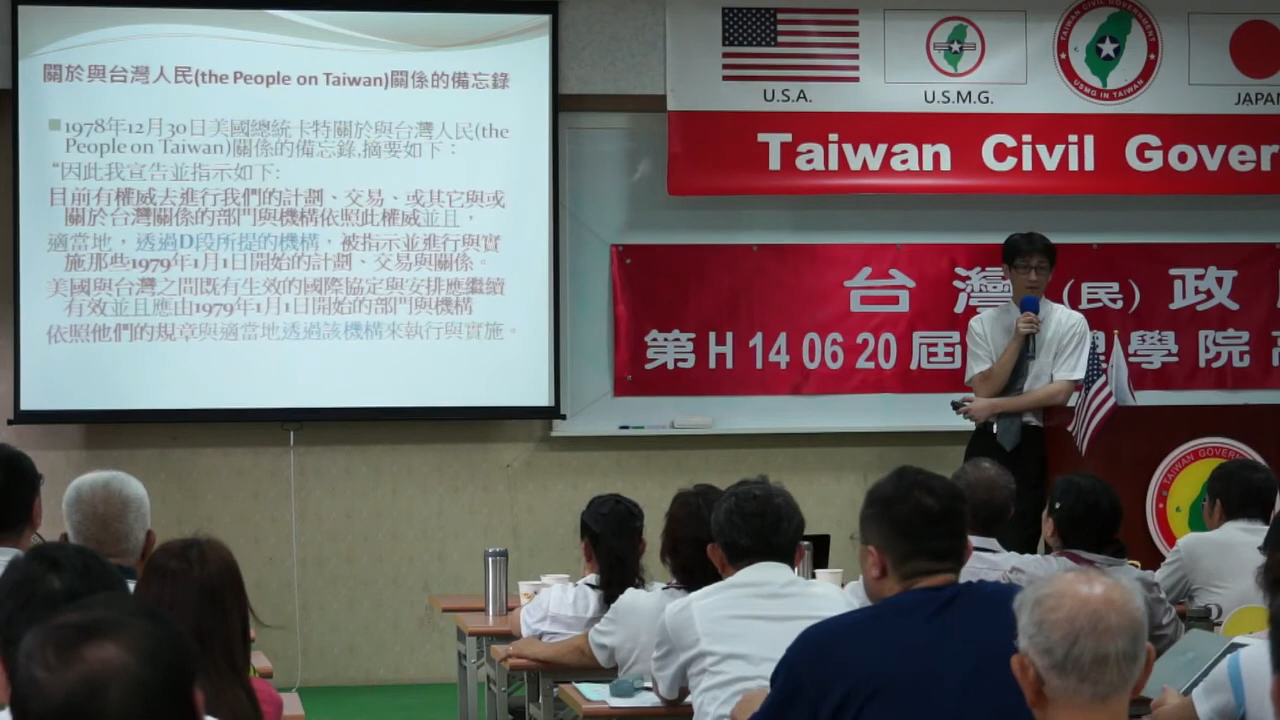 關於與台灣人民(the People on Taiwan)關係的備忘錄
1978年12月30日美國總統卡特關於與台灣人民(the
People on Taiwan)關係的備忘錄,摘要如下：
“因此我宣告並指示如下:
目前有權威去進行我們的計劃、交易、或其它與或
關於台灣關係的部門與機構依照此權威並且，
適當地，透過D段所提的機構，被指示並進行與實
施那些1979年1月1日開始的計劃、交易與關係。
美國與台灣之間既有生效的國際協定與安排應繼續
有效並且應由1979年1月1日開始的部門與機構
依照他們的規章與適當地透過該機構來執行與實施。
U.S.A.
U.S.M.G.
TAIWAN CIVIL GOVERNMENT
USMG IN TAIWAN
JAPAN
Taiwan Civil Gover
台灣(民)政
第H 14 06 20屆 學院
TAIWAN GOVERN